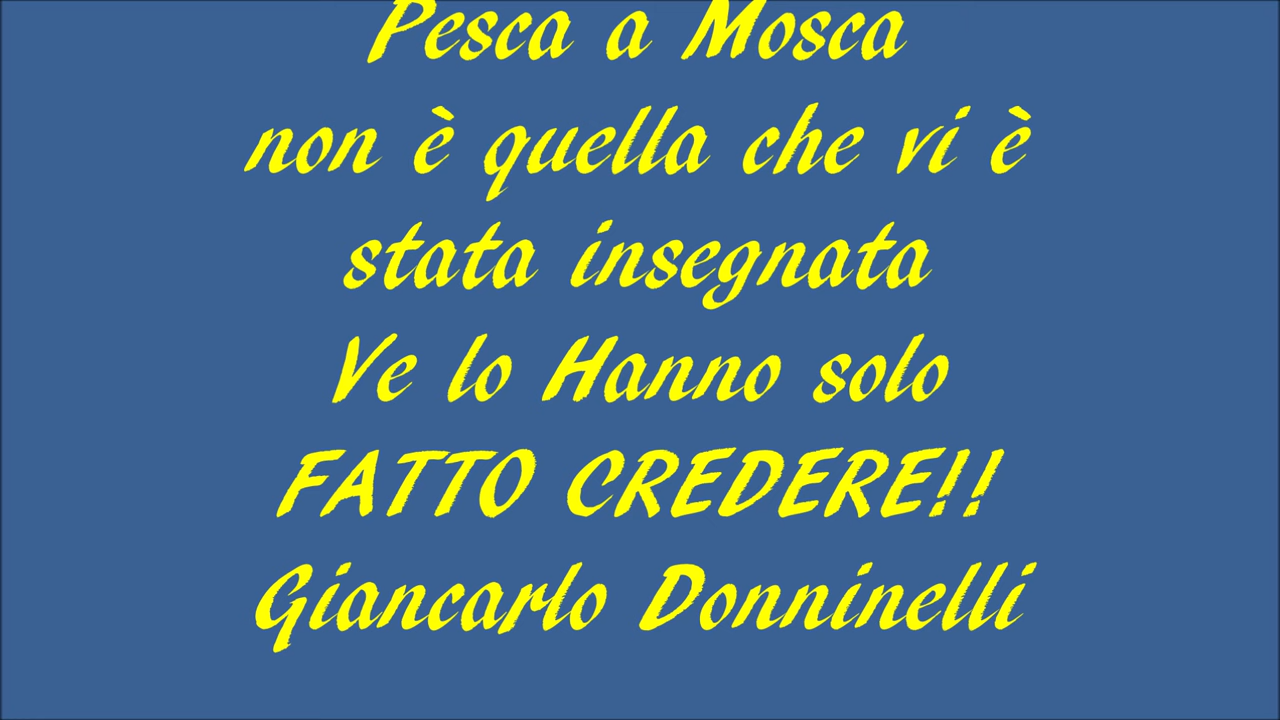 Pesca a Mosca
non è quella che vi è
stata insegnata
Ve lo Hanno solo
FATTO CREDERE!!
Giancarlo Donninelli